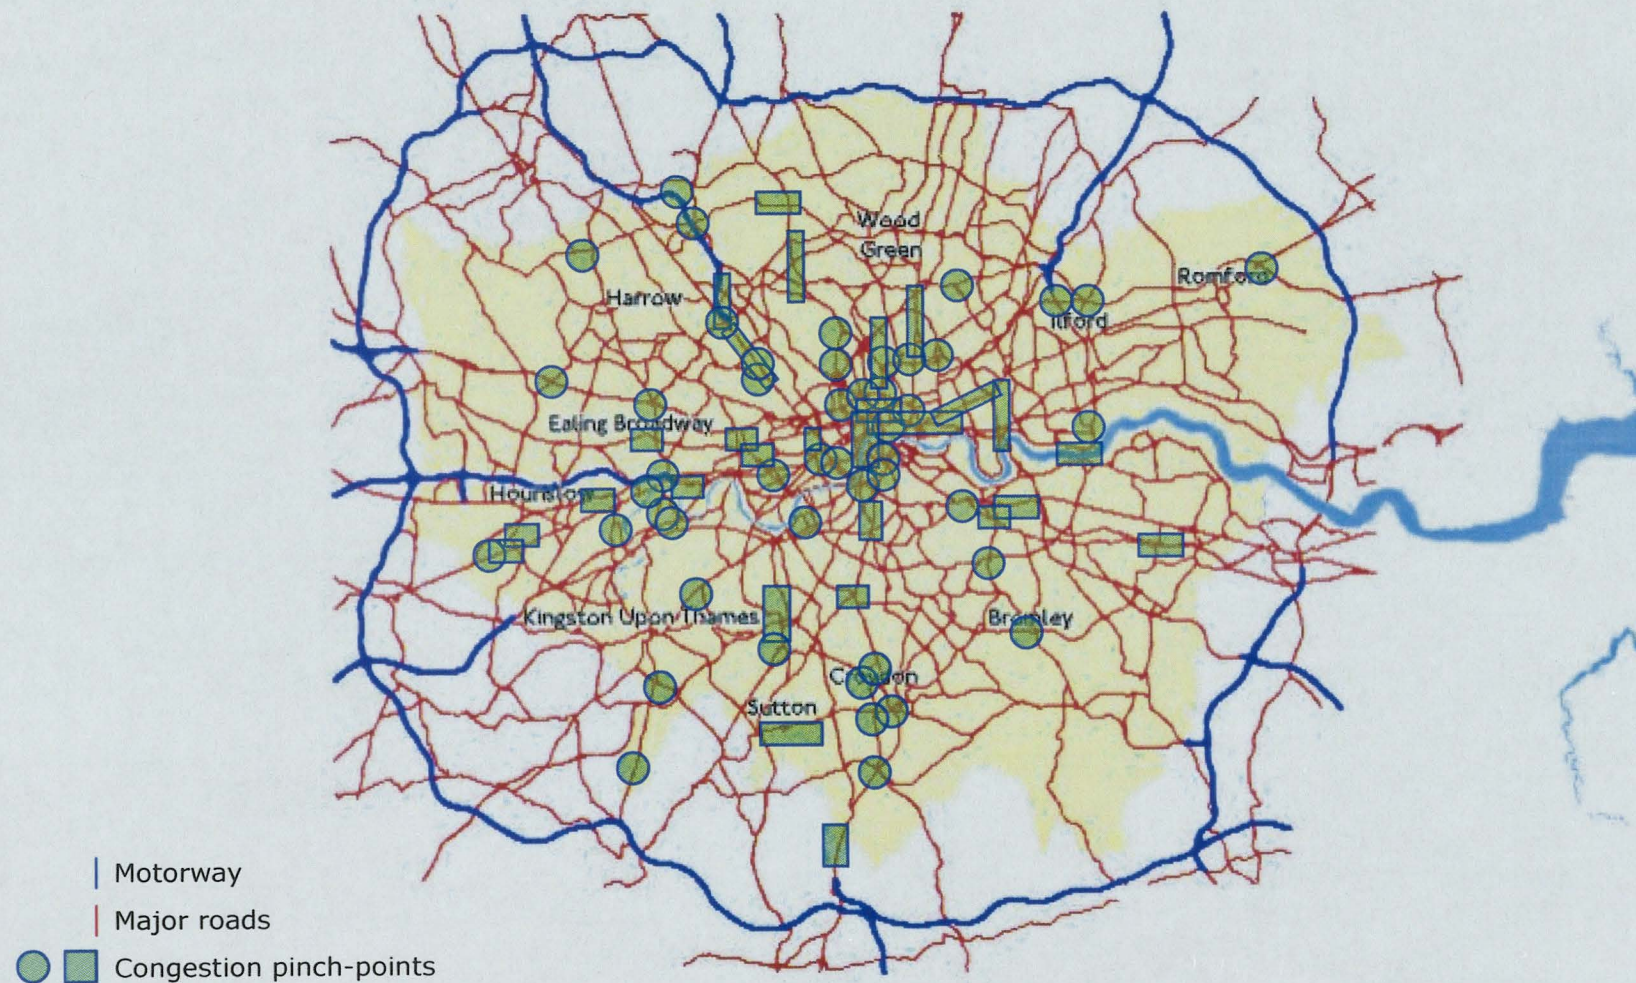 Wood
Green
Romford
Harrow
Ilford
Ealing Broadway
Hounslow
Kingston Upon Thames
Bromley
Croydon
Sutton
Motorway
Major roads
Congestion pinch-points